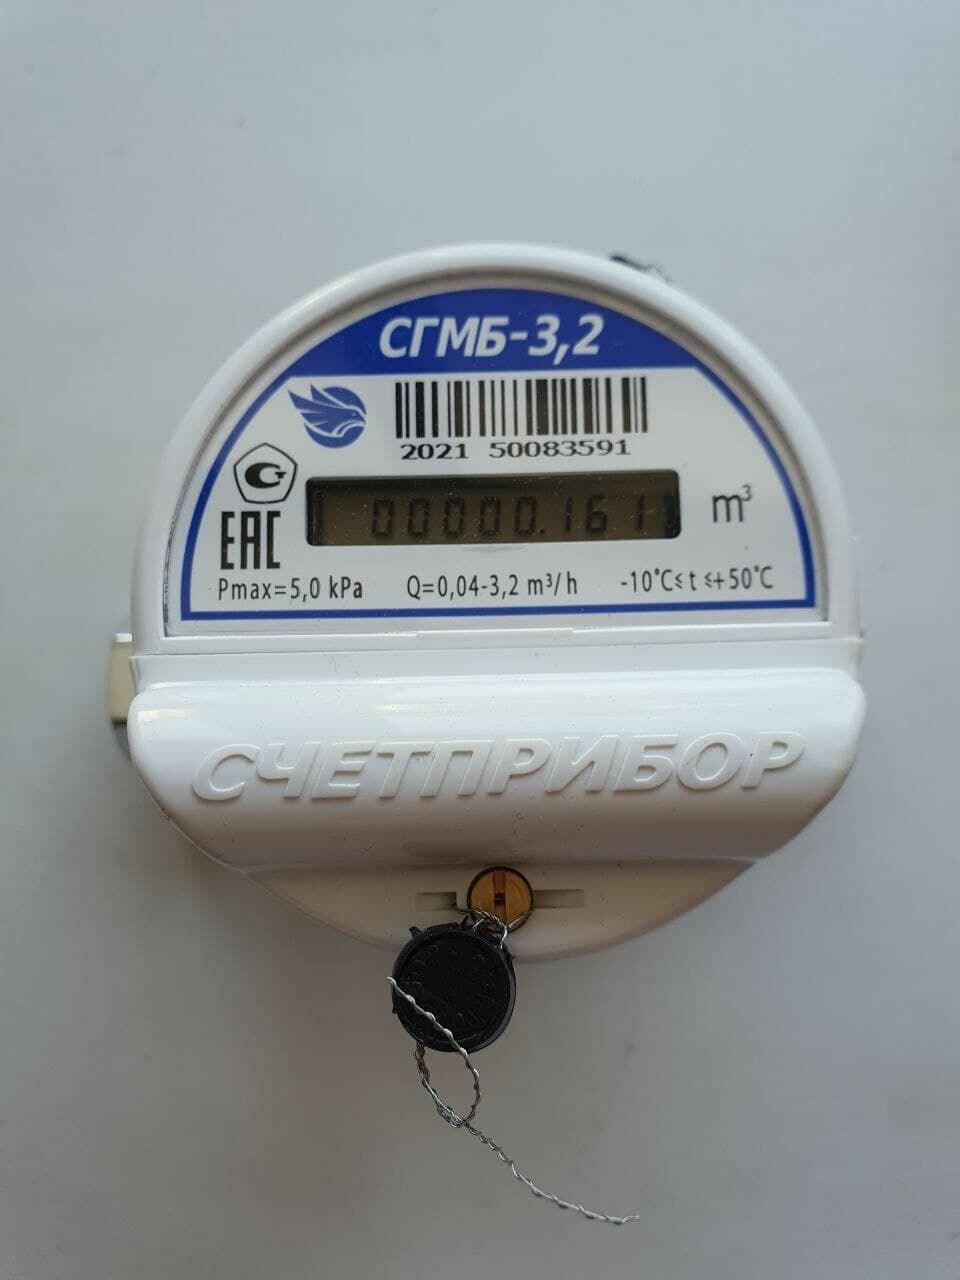 СГМБ-3,2
2021 50083591
00000.161 m³
EAC
Pmax=5,0 kPa Q=0,04-3,2 m³/h -10°C≤ t ≤+50°C
СЧЕТПРИБОР